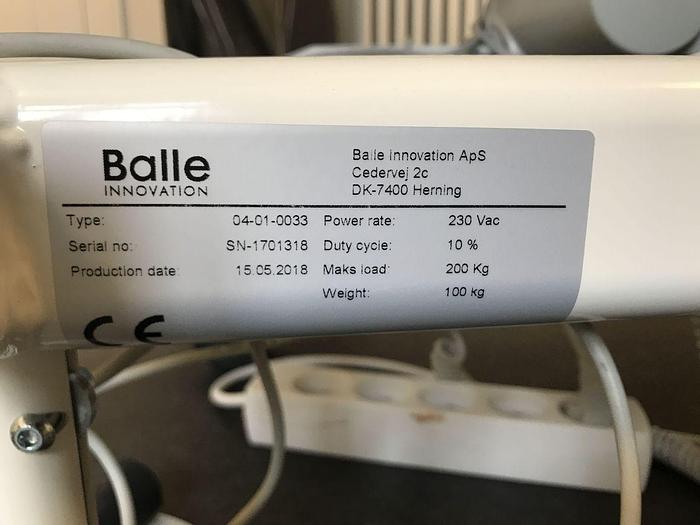 Balle
INNOVATION
Balle Innovation ApS
Cedervej 2c
DK-7400 Herning
Type: 04-01-0033 Power rate: 230 Vac
Serial no: SN-1701318 Duty cycle: 10 %
Production date: 15.05.2018 Maks load: 200 Kg
Weight: 100 kg
CE